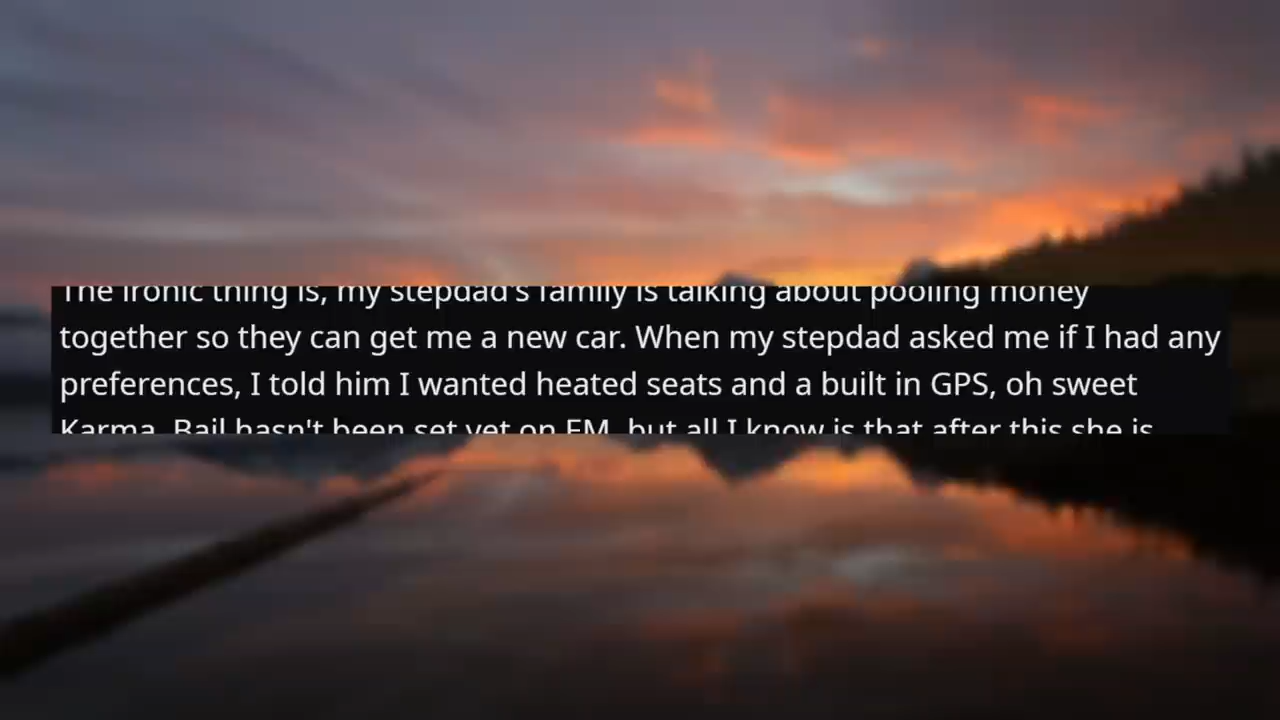 The ironic thing is, my stepdad's family is talking about pooling money
together so they can get me a new car. When my stepdad asked me if I had any
preferences, I told him I wanted heated seats and a built in GPS, oh sweet
Karma. Bail hasn't been set yet on EM, but all I know is that after this she is